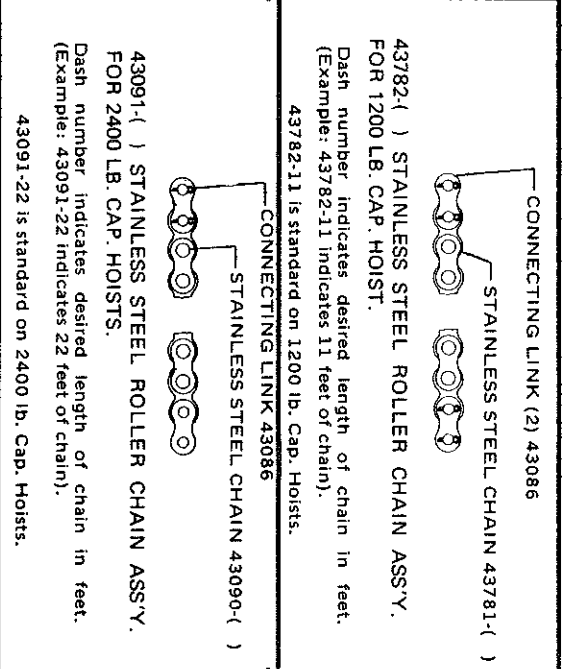 CONNECTING LINK (2) 43086
STAINLESS STEEL CHAIN 43781-( )
43782-( ) STAINLESS STEEL ROLLER CHAIN ASS'Y.
FOR 1200 LB. CAP. HOIST.
Dash number indicates desired length of chain in feet.
(Example: 43782-11 indicates 11 feet of chain).
43782-11 is standard on 1200 lb. Cap. Hoists.
CONNECTING LINK 43086
STAINLESS STEEL CHAIN 43090-( )
43091-( ) STAINLESS STEEL ROLLER CHAIN ASS'Y.
FOR 2400 LB. CAP. HOISTS.
Dash number indicates desired length of chain in feet.
(Example: 43091-22 indicates 22 feet of chain).
43091-22 is standard on 2400 lb. Cap. Hoists.